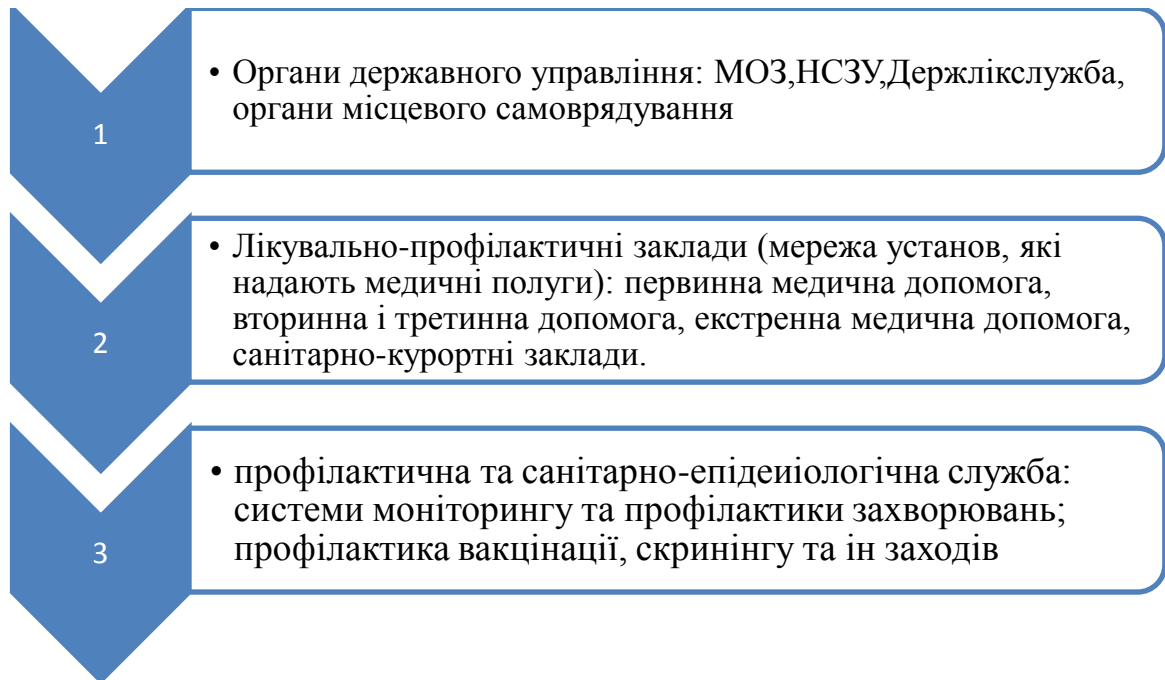 1
• Органи державного управління: МОЗ,НСЗУ,Держлікслужба,
органи місцевого самоврядування
2
• Лікувально-профілактичні заклади (мережа установ, які
надають медичні полуги): первинна медична допомога,
вторинна і третинна допомога, екстренна медична допомога,
санітарно-курортні заклади.
3
• профілактична та санітарно-епідеиіологічна служба:
системи моніторингу та профілактики захворювань;
профілактика вакцінації, скринінгу та ін заходів